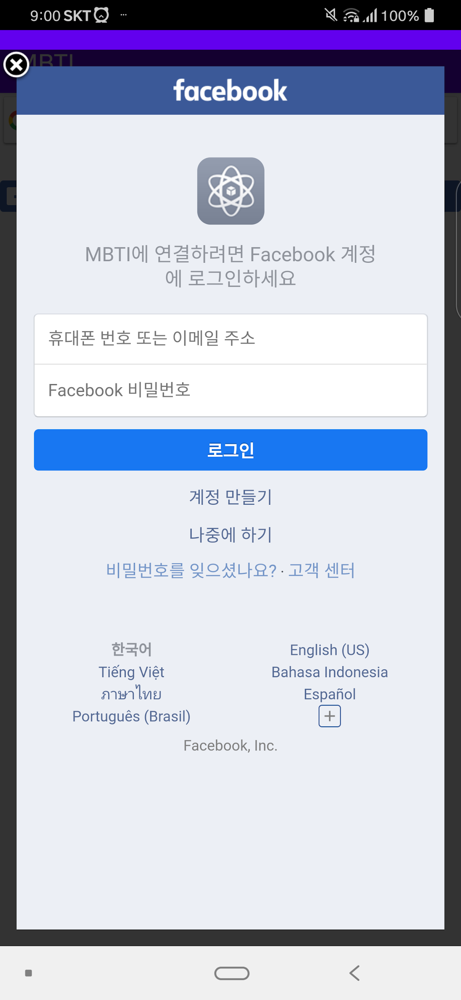 9:00 SKT
100%
MBTI
facebook
MBTI에 연결하려면 Facebook 계정
에 로그인하세요
휴대폰 번호 또는 이메일 주소
Facebook 비밀번호
로그인
계정 만들기
나중에 하기
비밀번호를 잊으셨나요? · 고객 센터
한국어
English (US)
Tiếng Việt
Bahasa Indonesia
ภาษาไทย
Español
Português (Brasil)
Facebook, Inc.